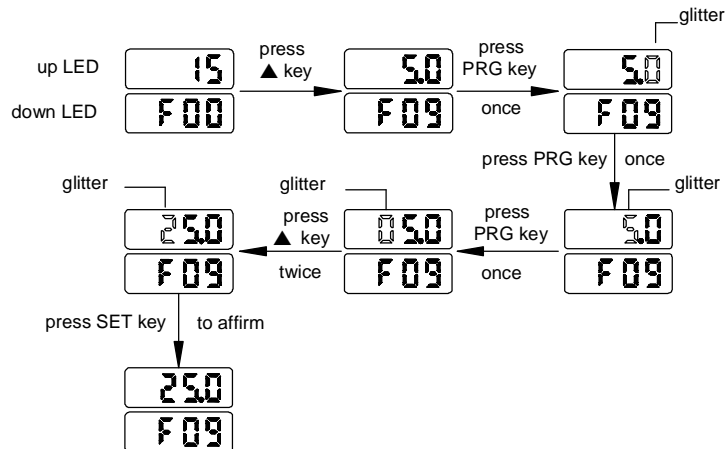 glitter
up LED
15
press
▲ key
5.0
press
PRG key
5.0
down LED
F00
F09
once
F09
press PRG key
once
glitter
glitter
glitter
25.0
press
▲ key
05.0
press
PRG key
5.0
F09
twice
F09
once
F09
press SET key
to affirm
25.0
F09